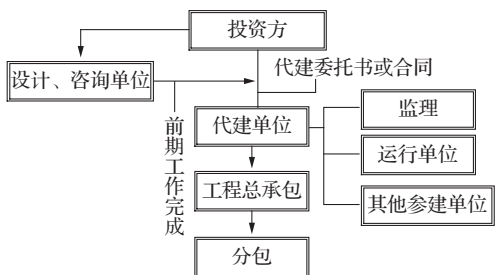 投资方
设计、咨询单位
代建委托书或合同
前期工作完成
代建单位
监理
运行单位
工程总承包
其他参建单位
分包